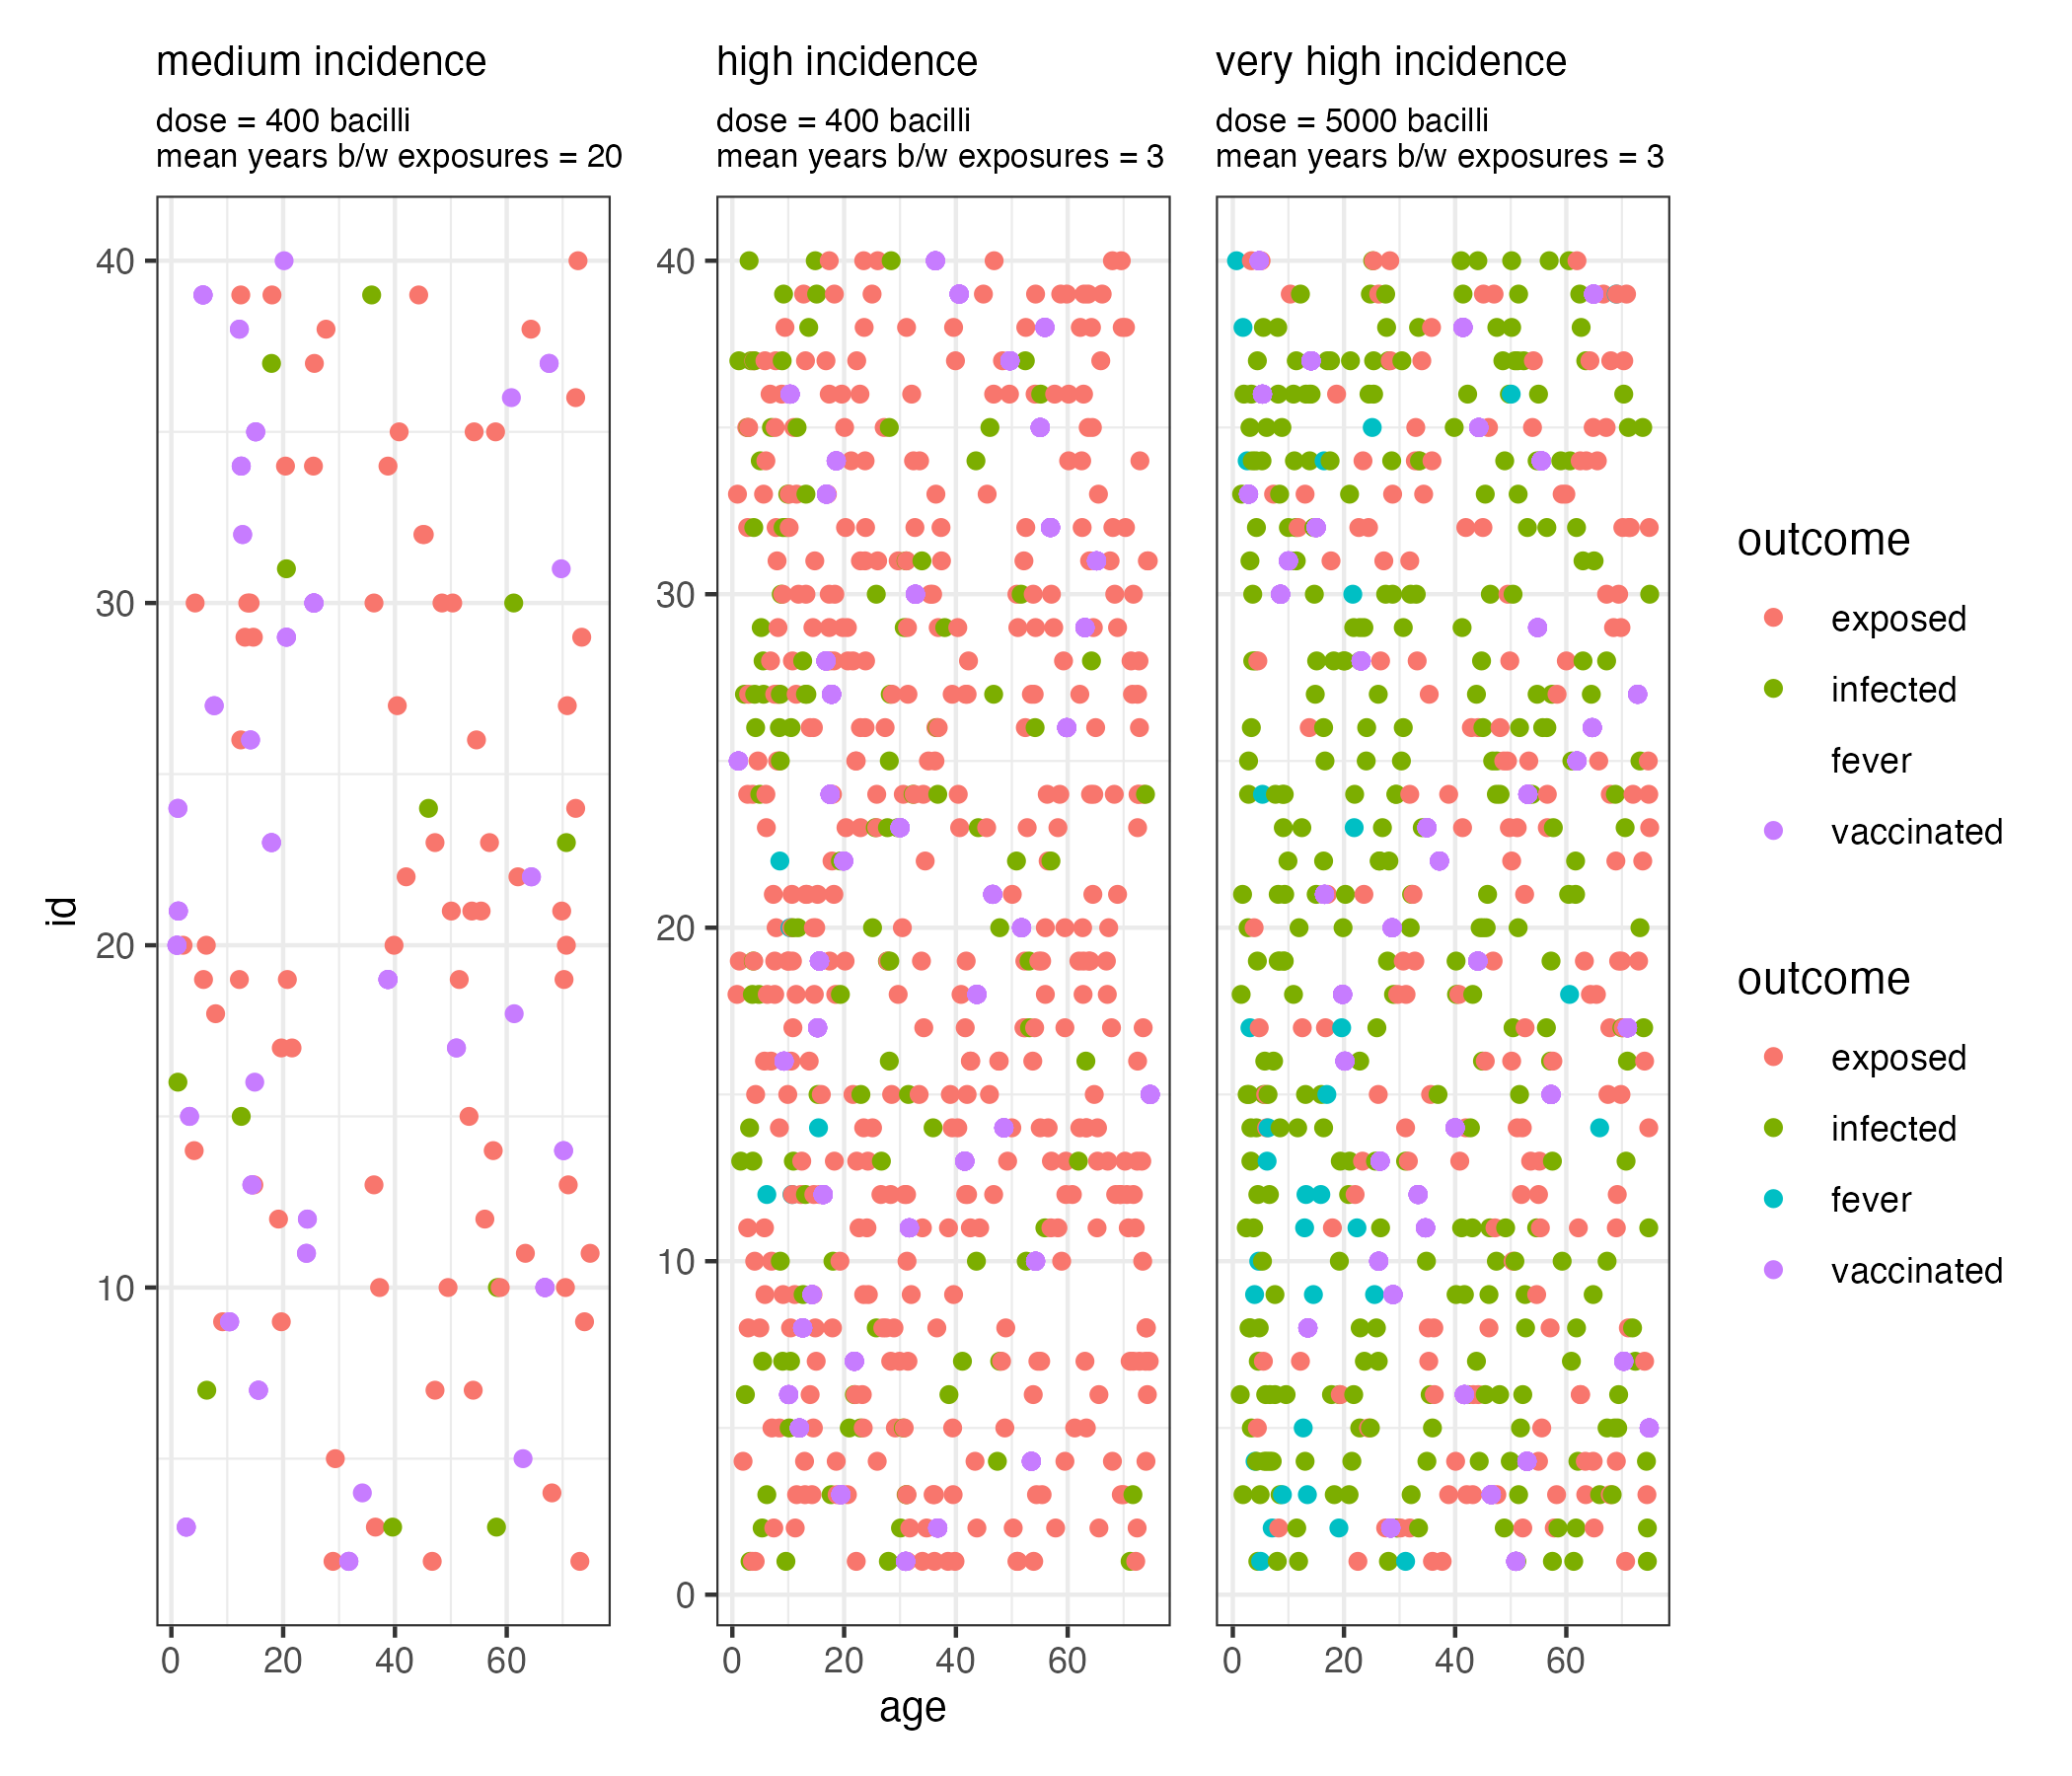 medium incidence
dose = 400 bacilli
mean years b/w exposures = 20
high incidence
dose = 400 bacilli
mean years b/w exposures = 3
very high incidence
dose = 5000 bacilli
mean years b/w exposures = 3
id
40
30
20
10
0 20 40 60
40
30
20
10
0
0 20 40 60
0 20 40 60
age
outcome
exposed
infected
fever
vaccinated
outcome
exposed
infected
fever
vaccinated